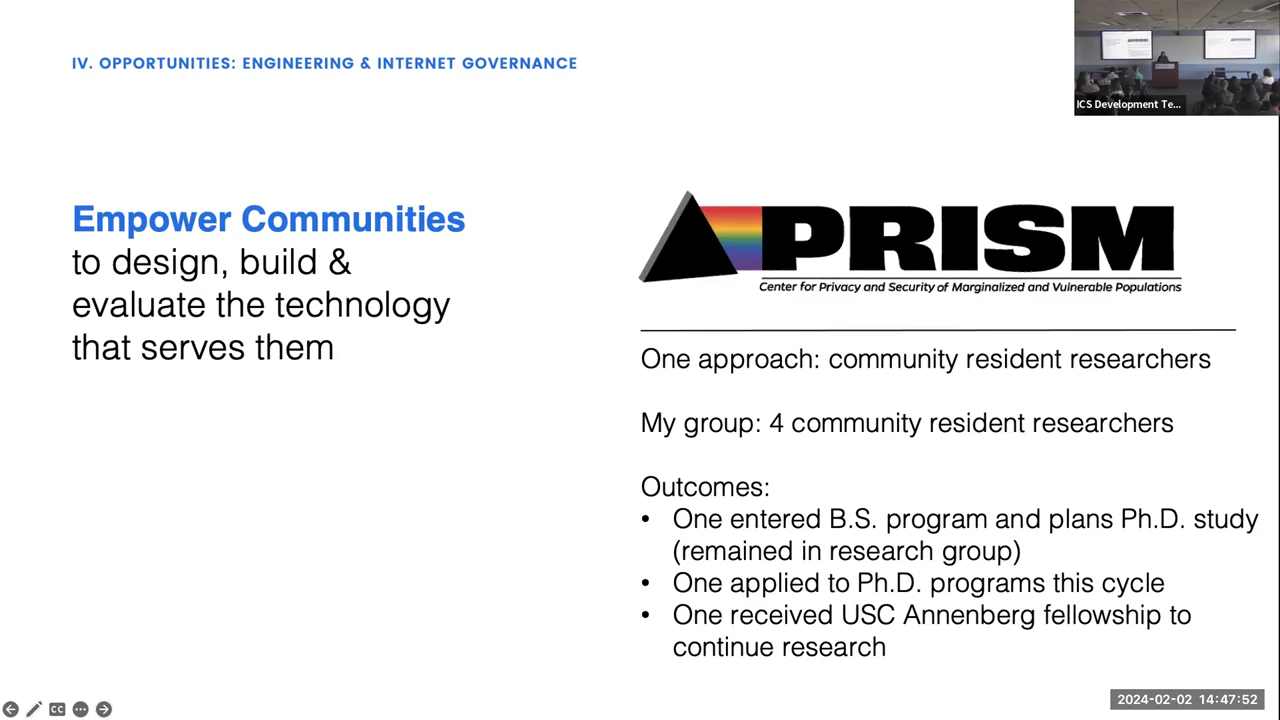 IV. OPPORTUNITIES: ENGINEERING & INTERNET GOVERNANCE
ICS Development Te...
Empower Communities
to design, build &
evaluate the technology
that serves them
PRISM
Center for Privacy and Security of Marginalized and Vulnerable Populations
One approach: community resident researchers
My group: 4 community resident researchers
Outcomes:
• One entered B.S. program and plans Ph.D. study
(remained in research group)
• One applied to Ph.D. programs this cycle
• One received USC Annenberg fellowship to
continue research
CC
2024-02-02 14:47:52